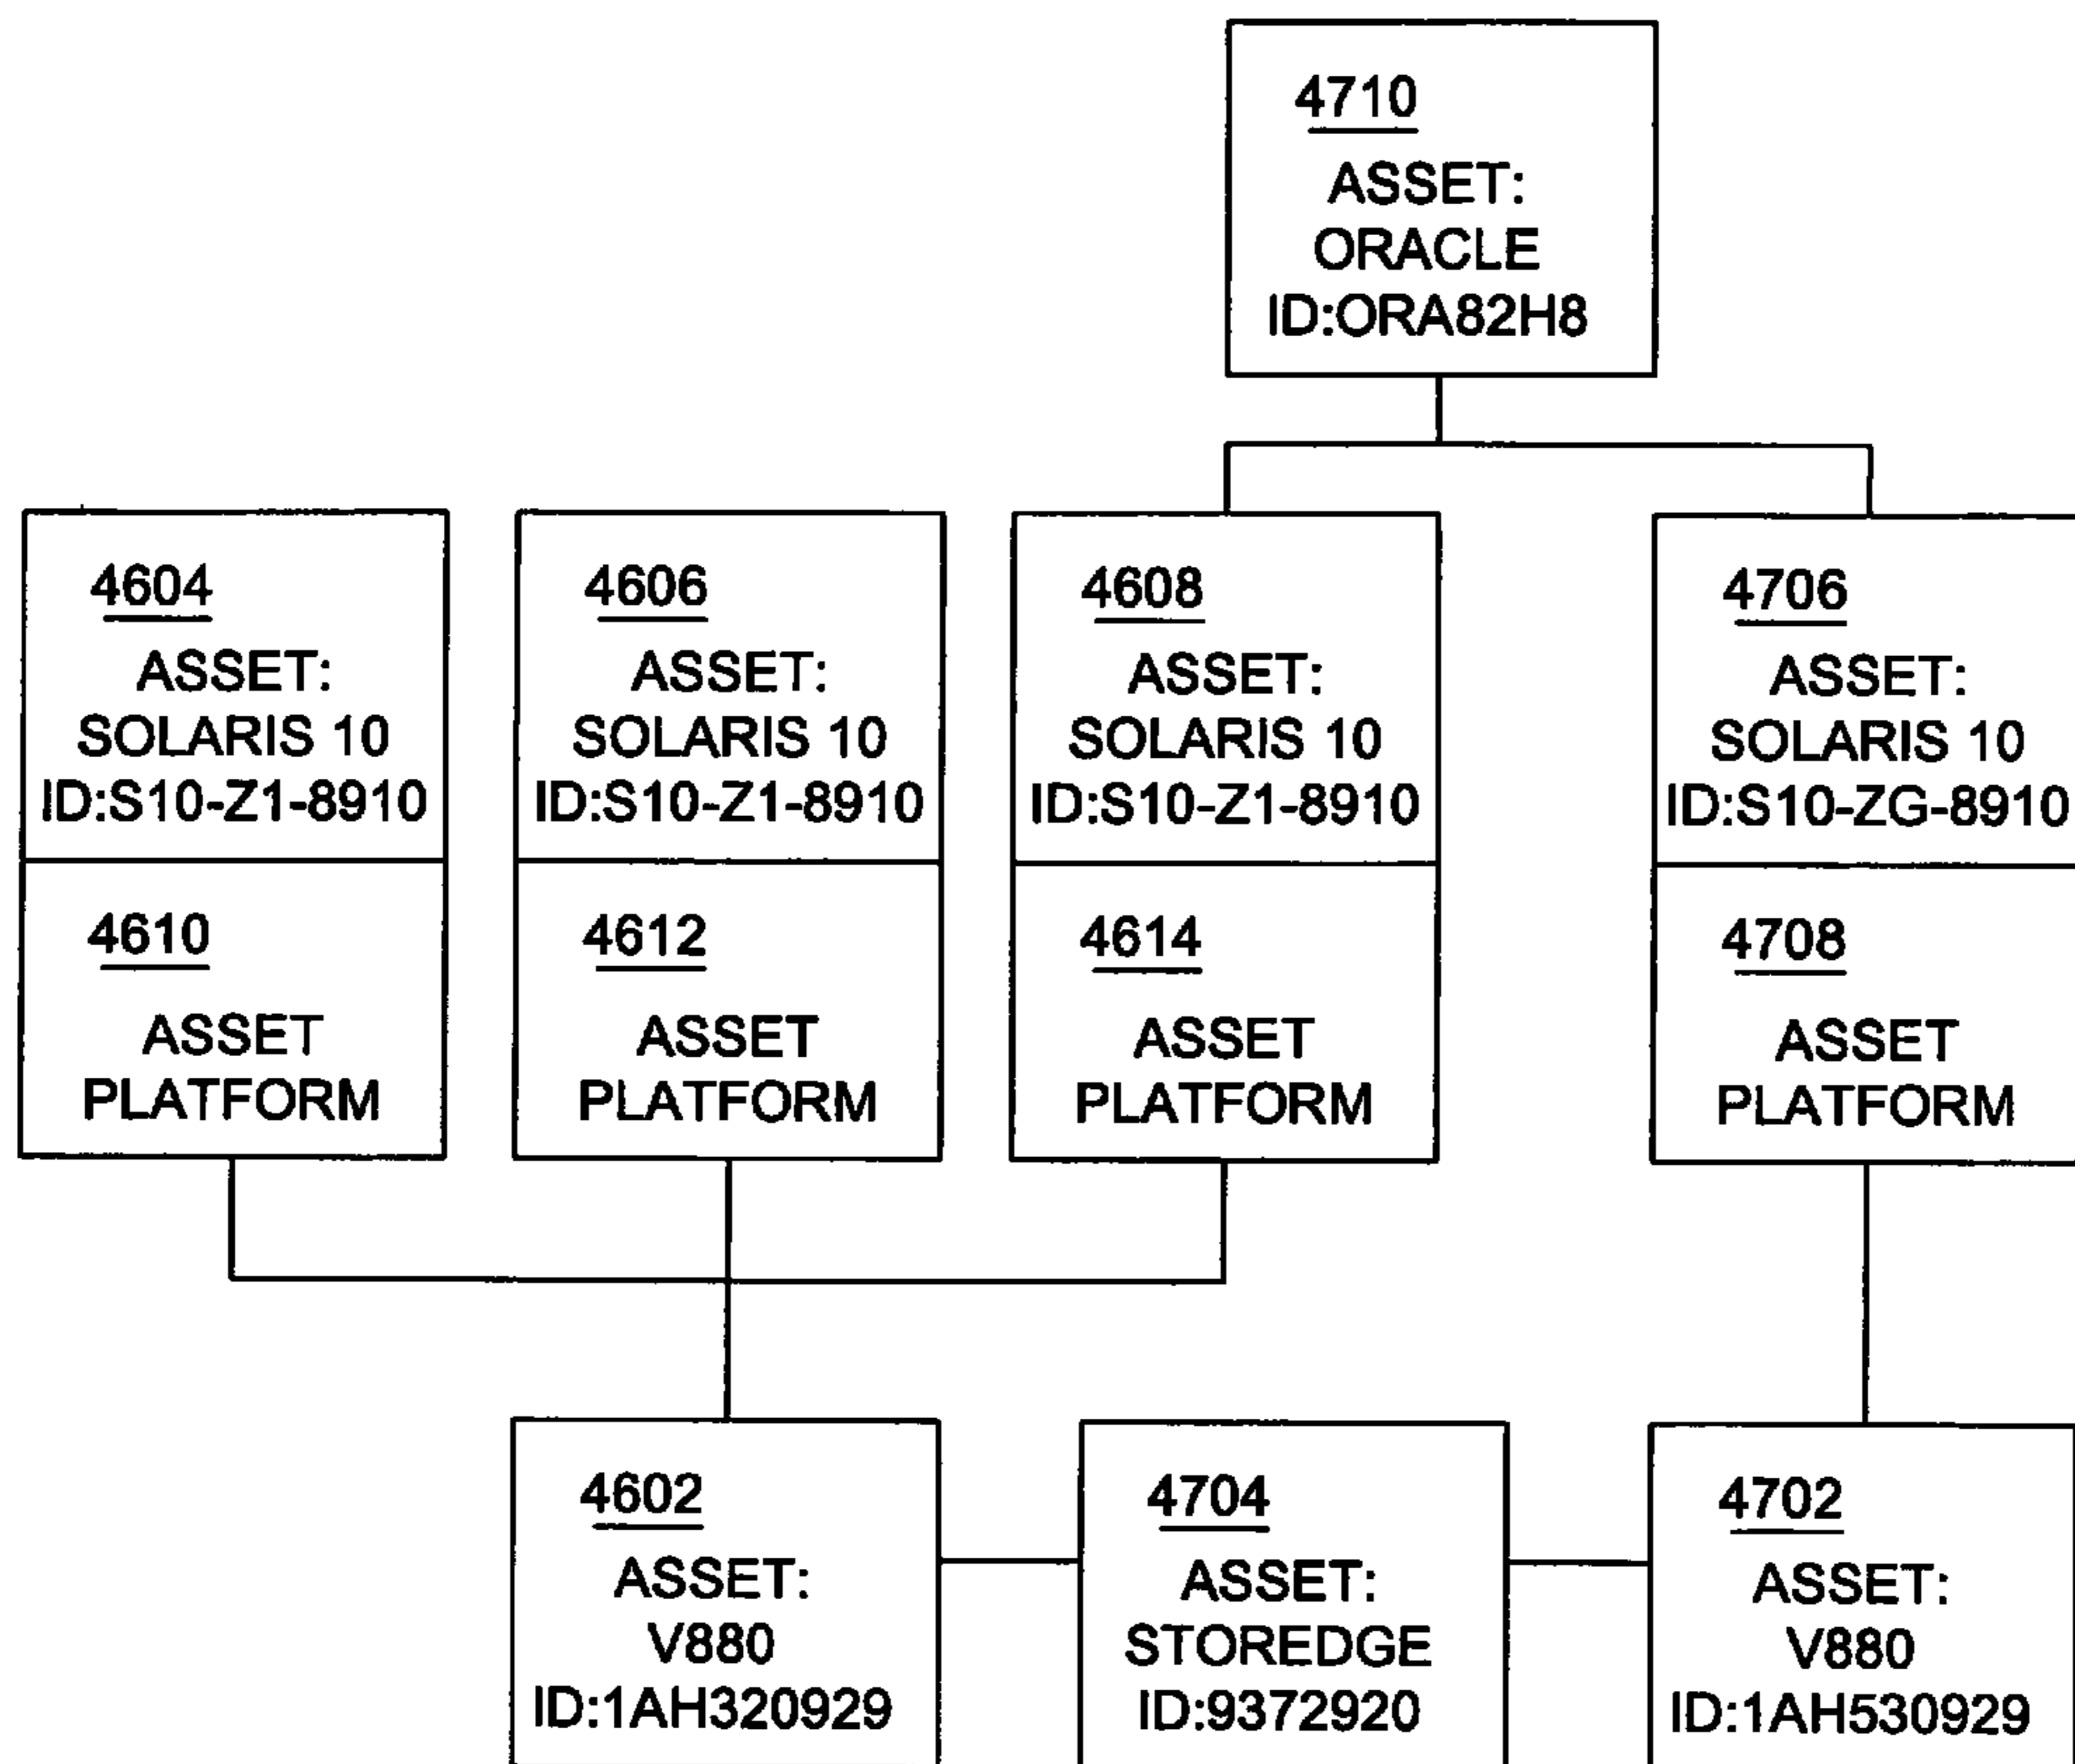 4710
ASSET:
ORACLE
ID:ORA82H8
4604
ASSET:
SOLARIS 10
ID:S10-Z1-8910
4610
ASSET
PLATFORM
4606
ASSET:
SOLARIS 10
ID:S10-Z1-8910
4612
ASSET
PLATFORM
4608
ASSET:
SOLARIS 10
ID:S10-Z1-8910
4614
ASSET
PLATFORM
4706
ASSET:
SOLARIS 10
ID:S10-ZG-8910
4708
ASSET
PLATFORM
4602
ASSET:
V880
ID:1AH320929
4704
ASSET:
STOREDGE
ID:9372920
4702
ASSET:
V880
ID:1AH530929